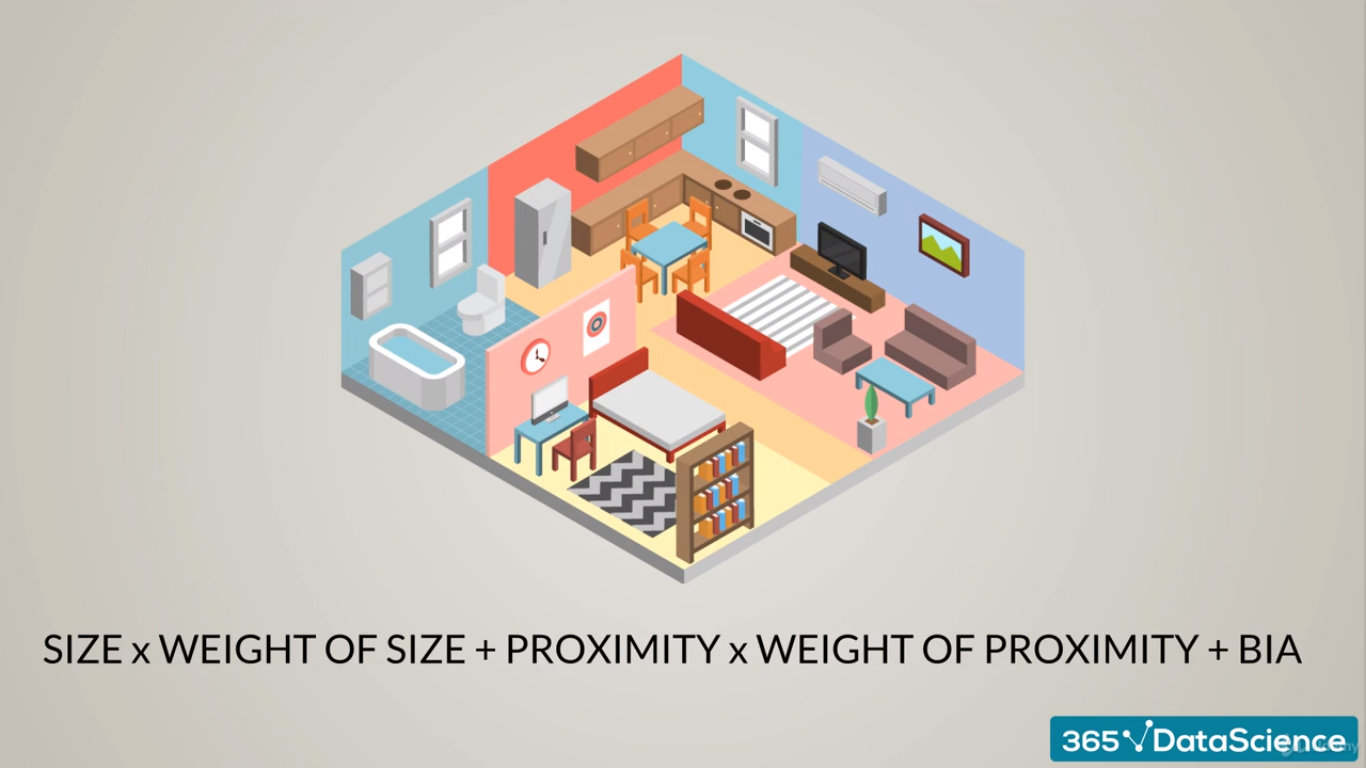 SIZE x WEIGHT OF SIZE + PROXIMITY x WEIGHT OF PROXIMITY + BIA
365 DataScience